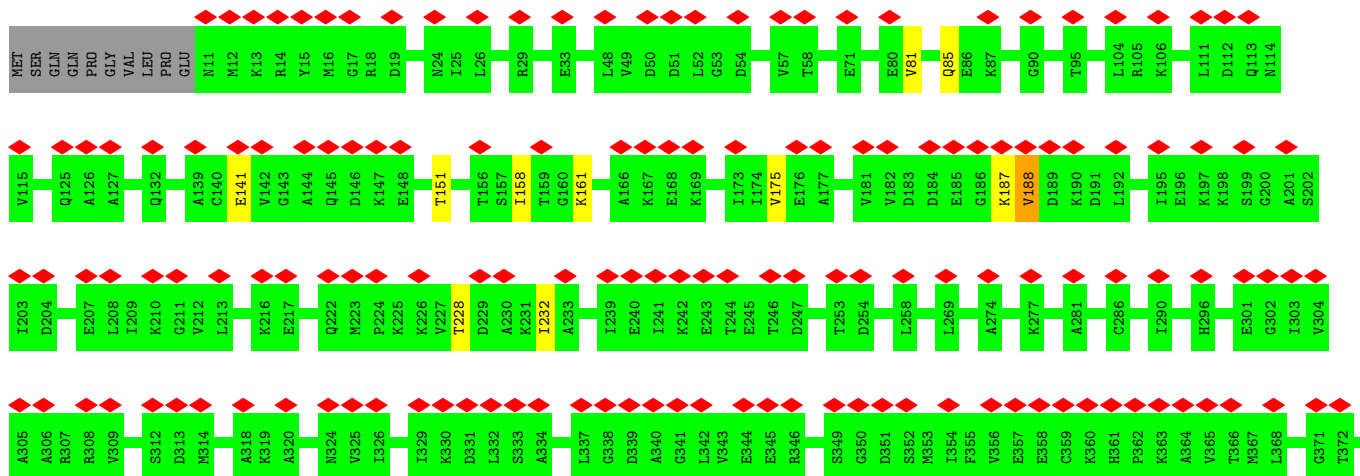 MET SER GLN GLN PRO GLY VAL LEU PRO GLU N11 M12 K13 R14 Y15 M16 G17 R18 D19 N24 I25 L26 R29 E33 L48 V49 D50 D51 L52 G53 D54 V57 T58 E71 E80 V81 Q85 E86 K87 G90 T95 L104 R105 K106 L111 D112 Q113 N114
V115 Q125 A126 A127 Q132 A139 C140 E141 V142 G143 A144 Q145 D146 K147 E148 T151 T156 S157 I158 T159 G160 K161 A166 K167 E168 K169 I173 I174 V175 E176 A177 V181 V182 D183 D184 E185 G186 K187 V188 D189 K190 D191 L192 I195 E196 K197 K198 S199 G200 A201 S202
I203 D204 E207 L208 T209 K210 G211 V212 L213 K216 E217 Q222 M223 P224 K225 K226 V227 T228 D229 A230 K231 I232 A233 I239 E240 I241 K242 E243 T244 E245 T246 D247 T253 D254 L258 L269 A274 K277 A281 C286 I290 H296 E301 G302 I303 V304
A305 A306 R307 R308 V309 S312 D313 M314 A318 K319 A320 N324 V325 I326 I329 K330 D331 L332 S333 A334 L337 G338 D339 A340 G341 L342 V343 E344 E345 R346 S349 G350 D351 S352 M353 I354 F355 V356 E357 E358 C359 K360 H361 P362 K363 A364 V365 T366 M367 L368 G371 T372